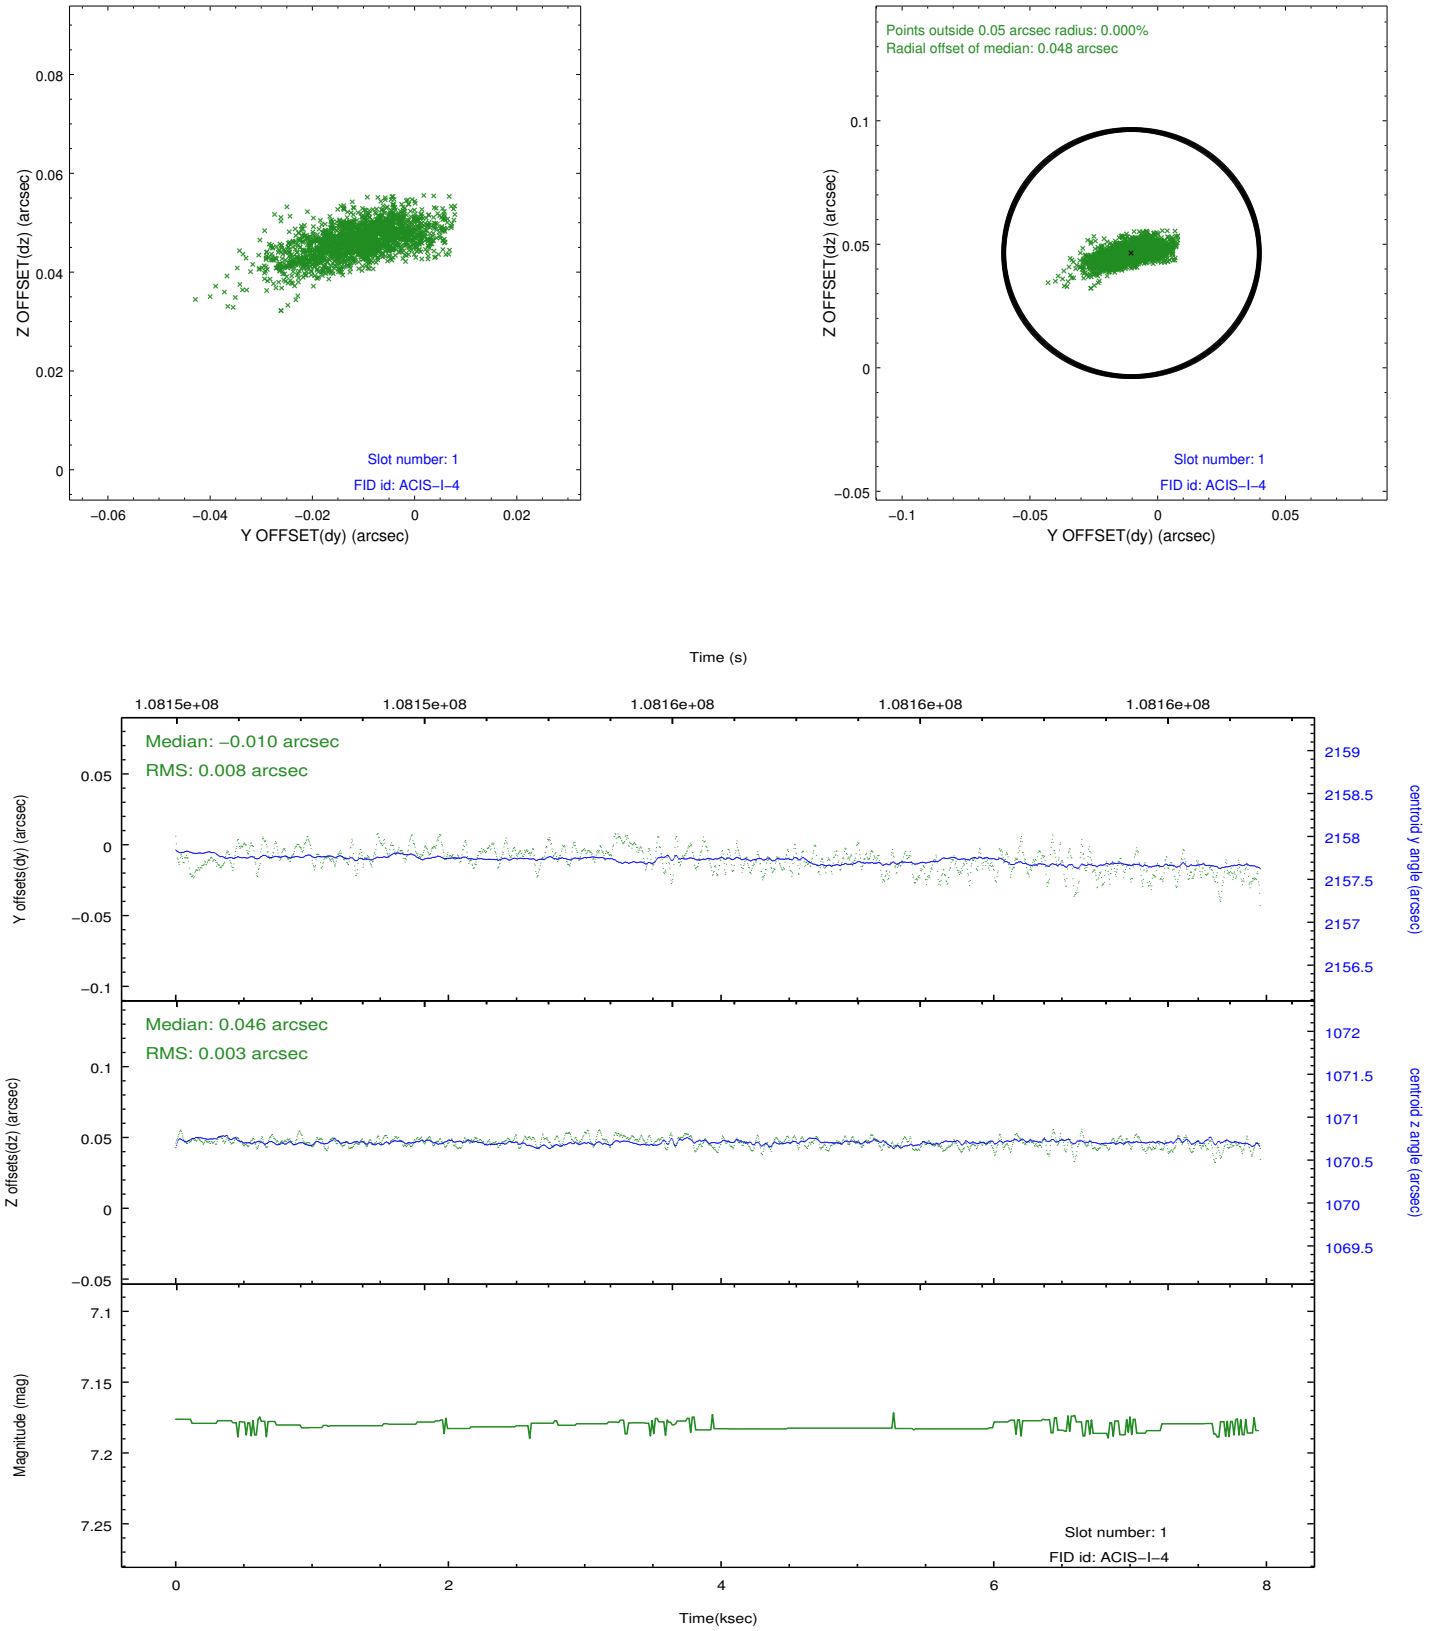 0.08
0.06
0.04
0.02
0
Z OFFSET(dz) (arcsec)
Slot number: 1
FID id: ACIS−I−4
−0.06
−0.04
−0.02
0
0.02
Y OFFSET(dy) (arcsec)
Points outside 0.05 arcsec radius: 0.000%
Radial offset of median: 0.048 arcsec
0.1
0.05
0
−0.05
Z OFFSET(dz) (arcsec)
Slot number: 1
FID id: ACIS−I−4
−0.1
−0.05
0
0.05
Y OFFSET(dy) (arcsec)
Time (s)
1.0815e+08
1.0815e+08
1.0816e+08
1.0816e+08
1.0816e+08
Median: −0.010 arcsec
RMS: 0.008 arcsec
0.05
0
−0.05
−0.1
Y offsets(dy) (arcsec)
2159
2158.5
2158
2157.5
2157
2156.5
centroid y angle (arcsec)
Median: 0.046 arcsec
RMS: 0.003 arcsec
0.1
0.05
0
−0.05
Z offsets(dz) (arcsec)
1072
1071.5
1071
1070.5
1070
1069.5
centroid z angle (arcsec)
7.1
7.15
7.2
7.25
Magnitude (mag)
Slot number: 1
FID id: ACIS−I−4
0
2
4
6
8
Time(ksec)